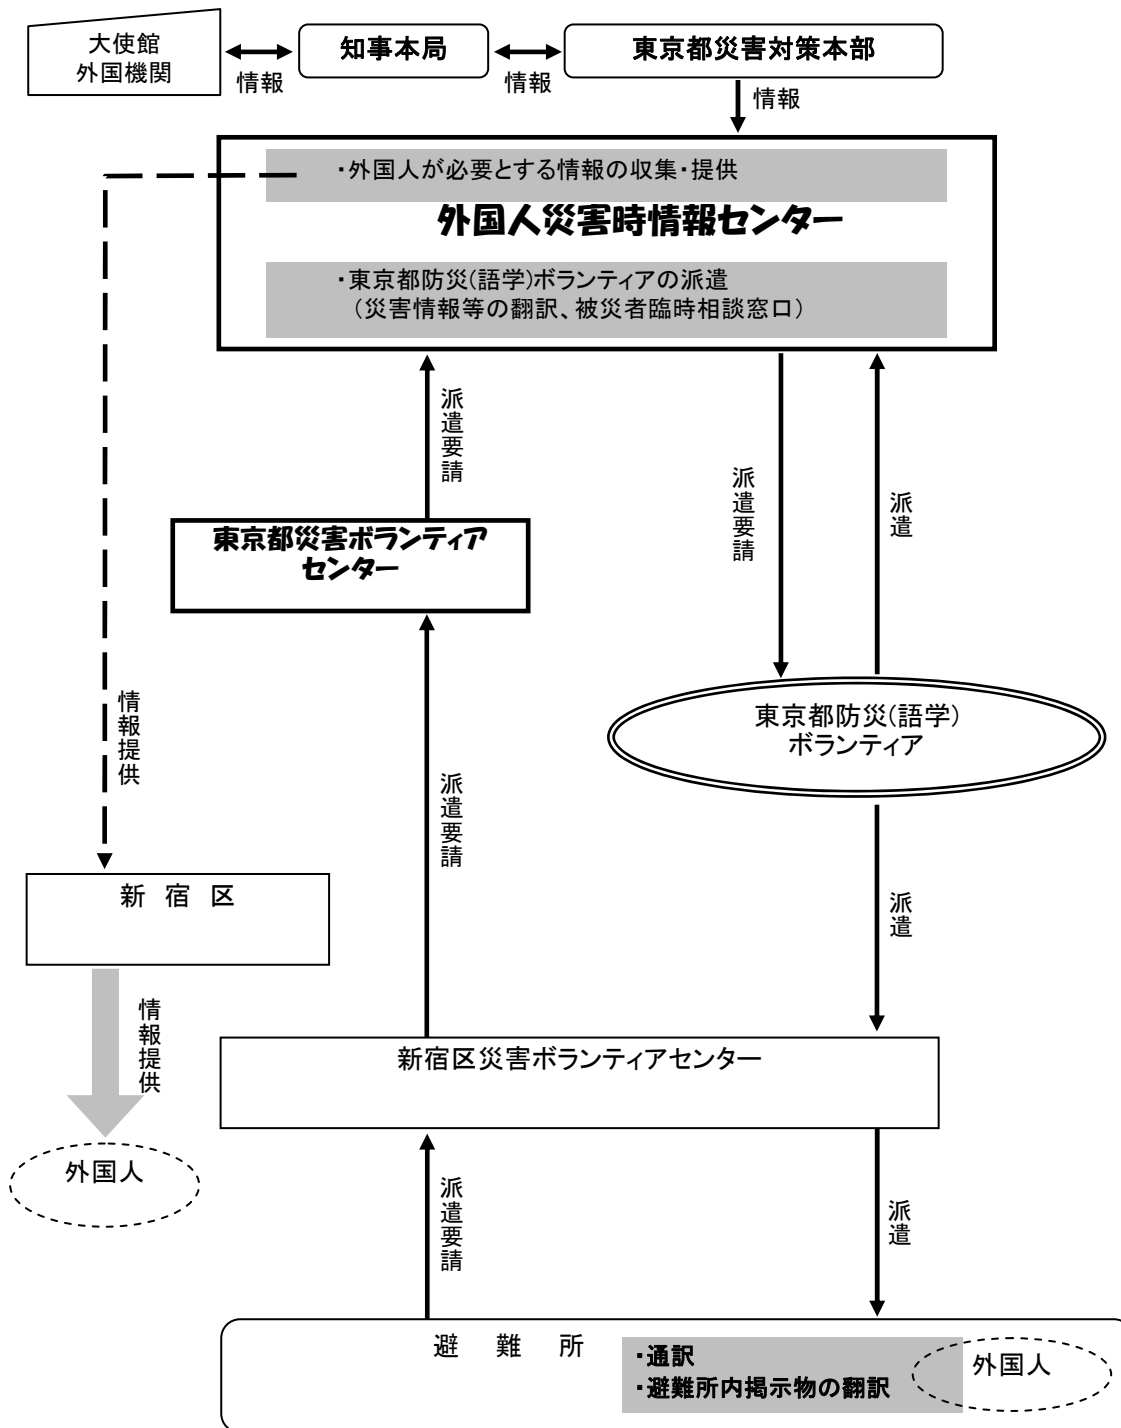 大使館
外国機関
情報
知事本局
情報
東京都災害対策本部
情報
・外国人が必要とする情報の収集・提供
外国人災害時情報センター
・東京都防災(語学)ボランティアの派遣
（災害情報等の翻訳、被災者臨時相談窓口）
派遣要請
派遣要請
派遣
東京都災害ボランティア
センター
情報提供
東京都防災(語学)
ボランティア
派遣要請
新 宿 区
派遣
情報提供
新宿区災害ボランティアセンター
外国人
派遣要請
派遣
避 難 所
・通訳
・避難所内掲示物の翻訳
外国人